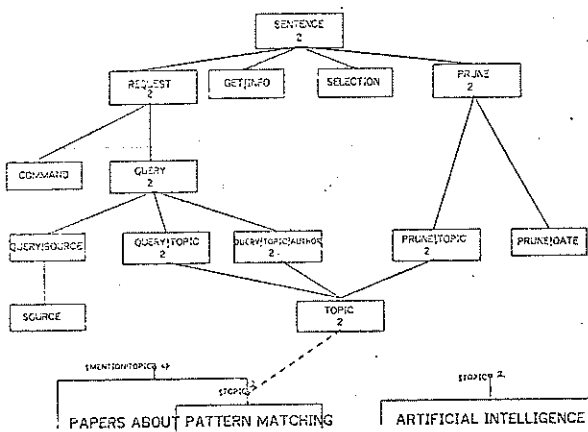 SENTENCE
2
REQUEST
2
GET!INFO
SELECTION
PRUNE
2
COMMAND
QUERY
2
QUERY!SOURCE
QUERY!TOPIC
2
QUERY!TOPIC!AUTHOR
2
PRUNE!TOPIC
2
PRUNE!DATE
SOURCE
TOPIC
2
$MENTION!TOPICS 4
$TOPIC 2
$TOPIC 2
PAPERS ABOUT PATTERN MATCHING
ARTIFICIAL INTELLIGENCE